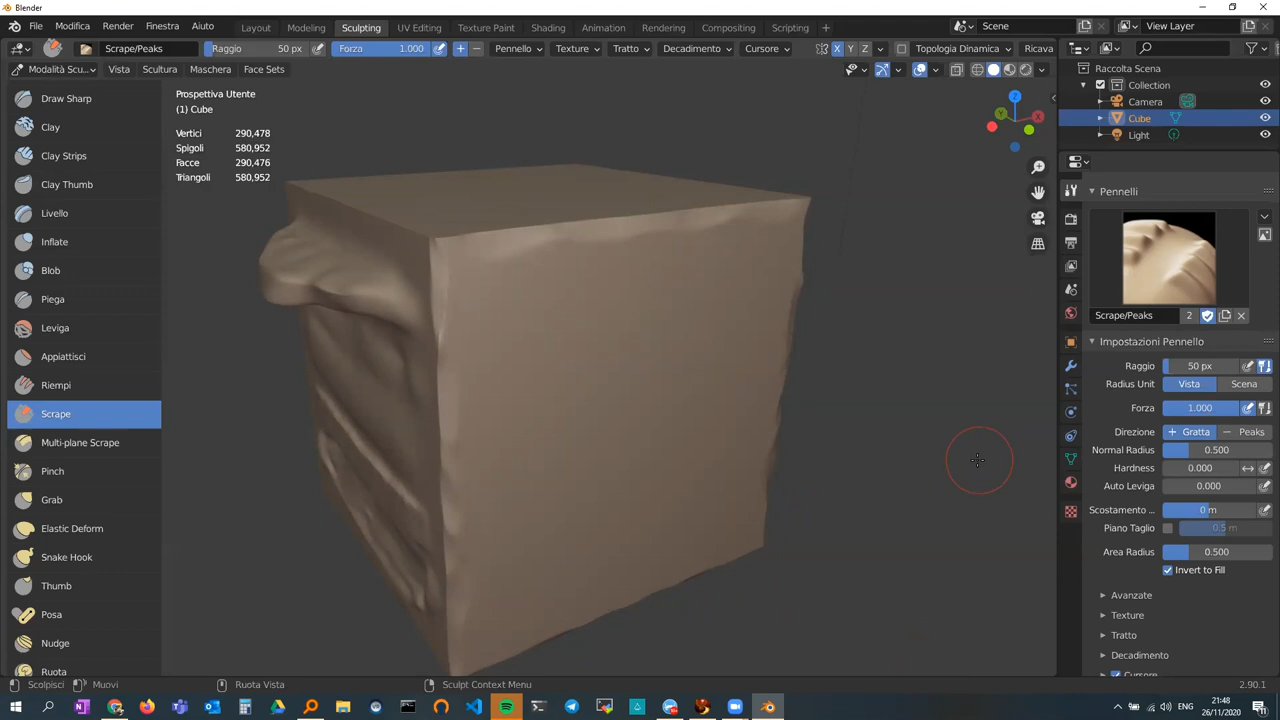 Blender
File Modifica Render Finestra Aiuto Layout Modeling Sculpting UV Editing Texture Paint Shading Animation Rendering Compositing Scripting + Scene View Layer
Scrape/Peaks Raggio 50 px Forza 1.000 + − Pennello Texture Tratto Decadimento Cursore X Y Z Topologia Dinamica Ricava
Modalità Scu... Vista Scultura Maschera Face Sets
Raccolta Scena
Collection
Camera
Cube
Light
Prospettiva Utente
(1) Cube
Vertici 290,478
Spigoli 580,952
Facce 290,476
Triangoli 580,952
Z
Y
X
Draw Sharp
Clay
Clay Strips
Clay Thumb
Livello
Inflate
Blob
Piega
Leviga
Appiattisci
Riempi
Scrape
Multi-plane Scrape
Pinch
Grab
Elastic Deform
Snake Hook
Thumb
Posa
Nudge
Ruota
Pennelli
Scrape/Peaks 2
Impostazioni Pennello
Raggio 50 px
Radius Unit Vista Scena
Forza 1.000
Direzione + Gratta − Peaks
Normal Radius 0.500
Hardness 0.000
Auto Leviga 0.000
Scostamento ... 0 m
Piano Taglio 0.5 m
Area Radius 0.500
Invert to Fill
Avanzate
Texture
Tratto
Decadimento
Cursore
Scolpisci Muovi Ruota Vista Sculpt Context Menu 2.90.1
21:48
26/11/2020